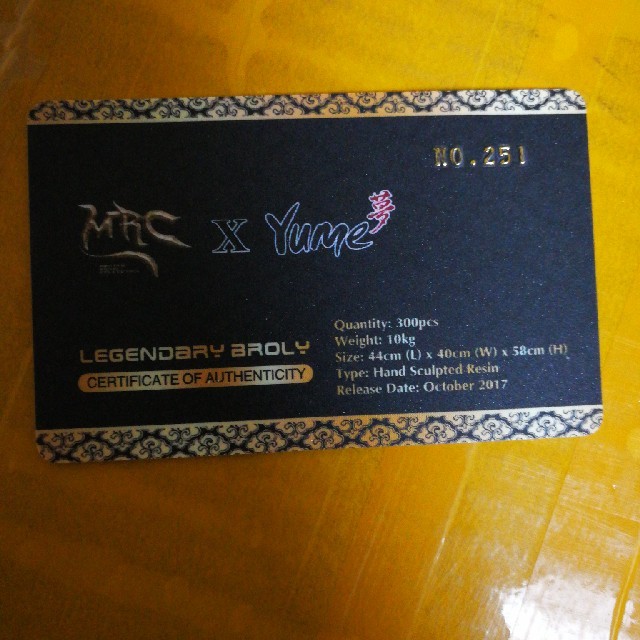 NO.251
MRC X Yume 夢
Quantity: 300pcs
Weight: 10kg
Size: 44cm (L) x 40cm (W) x 58cm (H)
Type: Hand Sculpted Resin
Release Date: October 2017
LEGENDARY BROLY
CERTIFICATE OF AUTHENTICITY